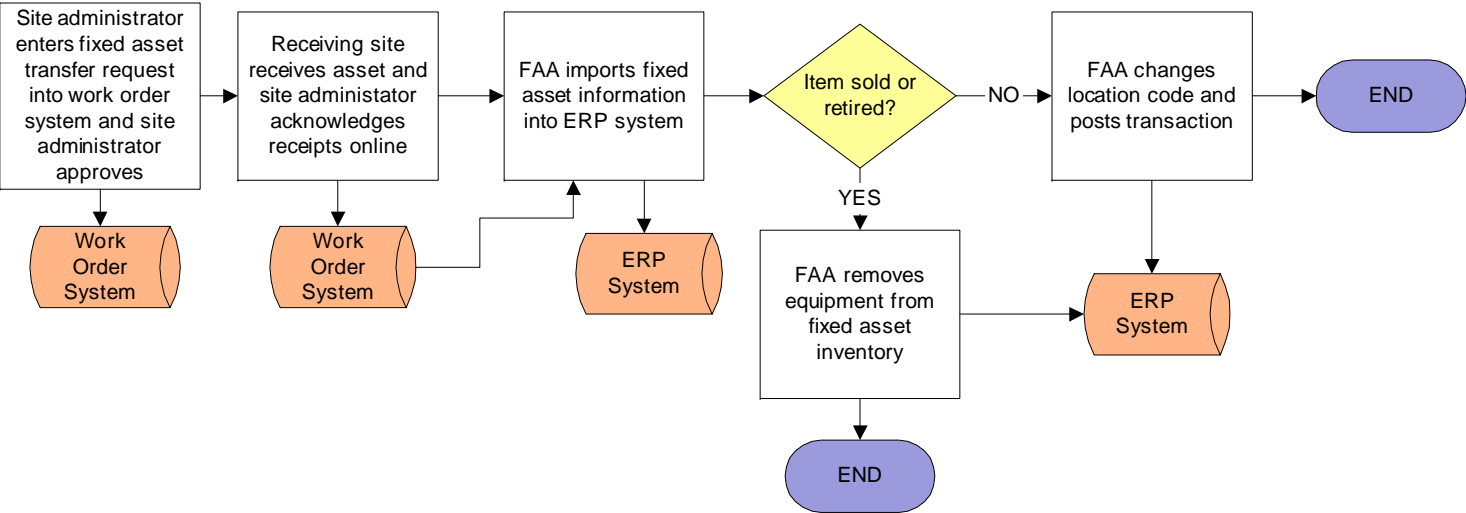 Site administrator
enters fixed asset
transfer request
into work order
system and site
administrator
approves
Receiving site
receives asset and
site administator
acknowledges
receipts online
FAA imports fixed
asset information
into ERP system
Item sold or
retired?
NO
FAA changes
location code and
posts transaction
END
YES
Work
Order
System
Work
Order
System
ERP
System
FAA removes
equipment from
fixed asset
inventory
ERP
System
END